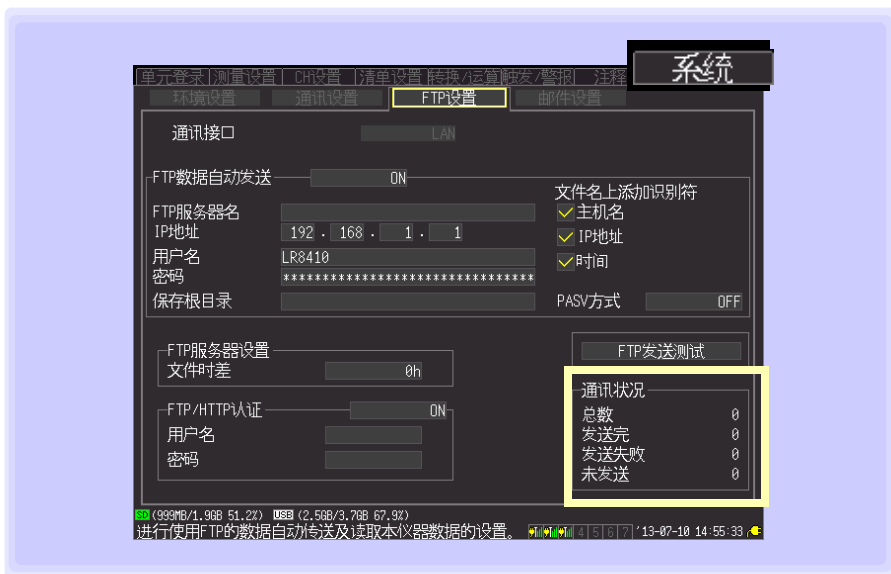 系统
单元登录 测量设置 CH设置 清单设置 转换/运算 触发/警报 注释
环境设置 通讯设置 FTP设置 邮件设置
通讯接口 LAN
FTP数据自动发送 ON
文件名上添加识别符
FTP服务器名 主机名
IP地址 192 . 168 . 1 . 1 IP地址
用户名 LR8410 时间
密码 ********************************
保存根目录 PASV方式 OFF
FTP服务器设置 FTP发送测试
文件时差 0h
通讯状况
FTP/HTTP认证 ON 总数 0
用户名 发送完 0
密码 发送失败 0
未发送 0
SD (999MB/1.9GB 51.2%) USB (2.5GB/3.7GB 67.9%)
进行使用FTP的数据自动传送及读取本仪器数据的设置。 4 5 6 7 '13-07-10 14:55:33